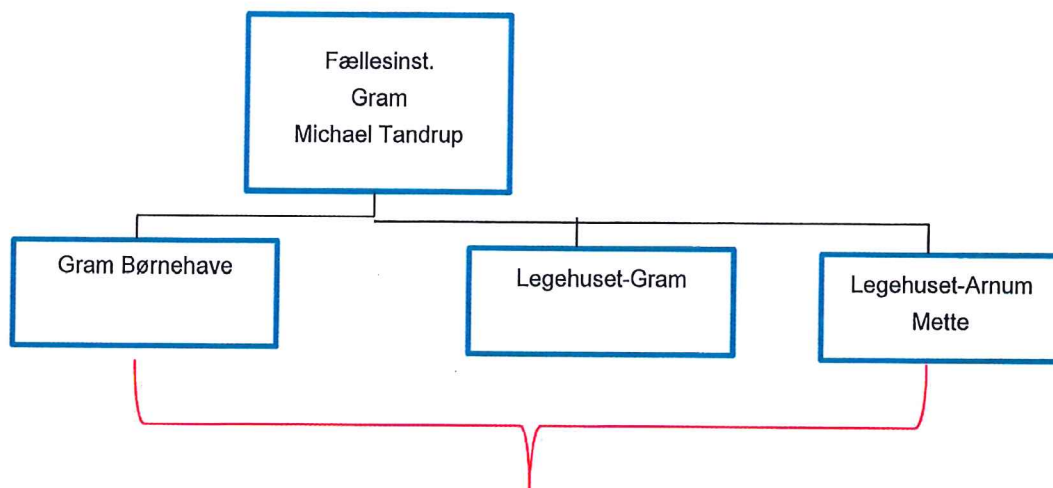 Fællesinst.
Gram
Michael Tandrup
Gram Børnehave
Legehuset-Gram
Legehuset-Arnum
Mette